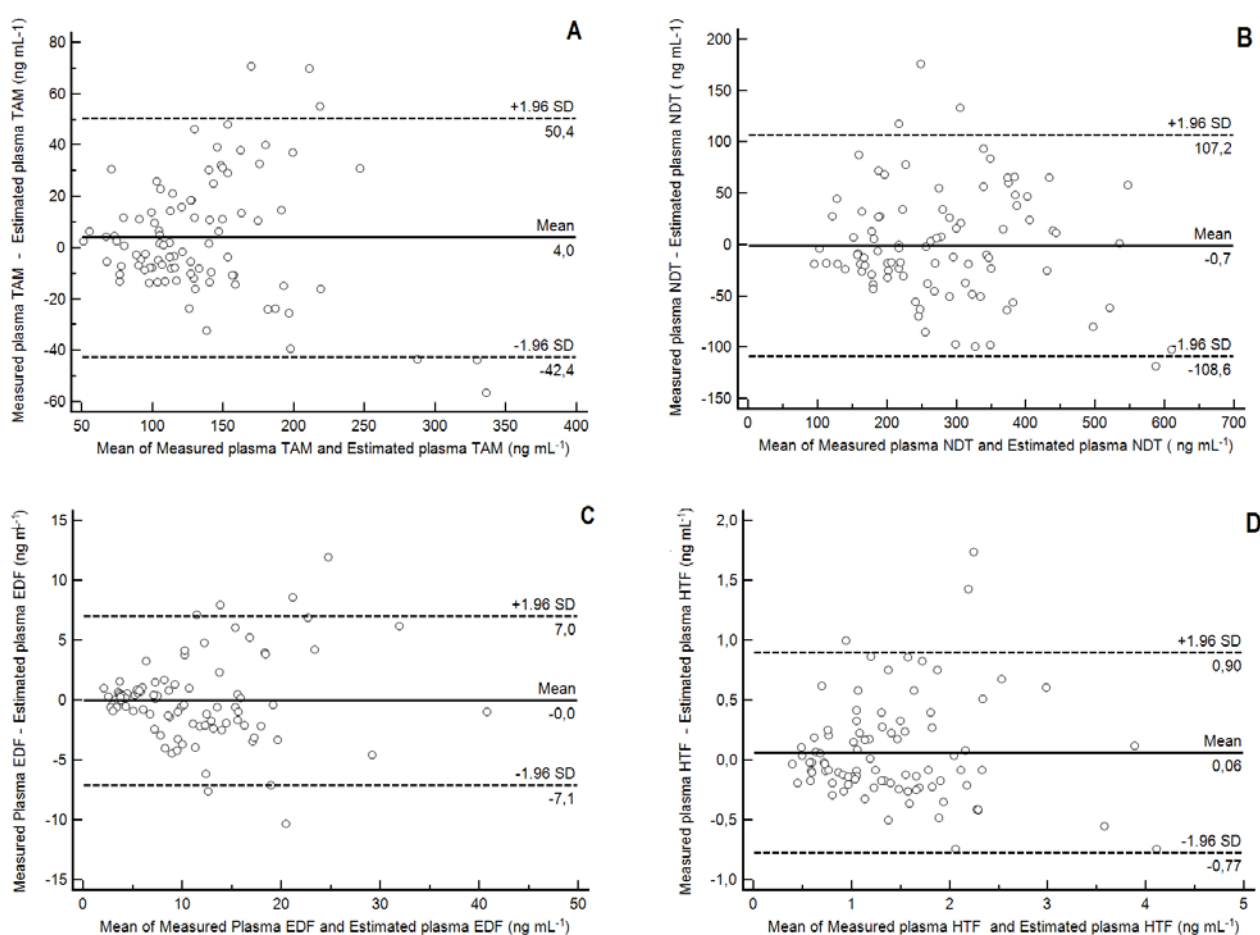 A
Measured plasma TAM - Estimated plasma TAM (ng mL-1)
80
60
40
20
0
-20
-40
-60
+1.96 SD
50,4
Mean
4,0
-1.96 SD
-42,4
50 100 150 200 250 300 350 400
Mean of Measured plasma TAM and Estimated plasma TAM (ng mL⁻¹)
B
Measured plasma NDT - Estimated plasma NDT ( ng mL-1)
200
150
100
50
0
-50
-100
-150
+1.96 SD
107,2
Mean
-0,7
-1.96 SD
-108,6
0 100 200 300 400 500 600 700
Mean of Measured plasma NDT and Estimated plasma NDT ( ng mL⁻¹)
C
Measured Plasma EDF - Estimated plasma EDF (ng ml⁻¹)
15
10
5
0
-5
-10
-15
+1.96 SD
7,0
Mean
-0,0
-1.96 SD
-7,1
0 10 20 30 40 50
Mean of Measured Plasma EDF and Estimated plasma EDF (ng mL⁻¹)
D
Measured plasma HTF - Estimated plasma HTF (ng mL⁻¹)
2,0
1,5
1,0
0,5
0,0
-0,5
-1,0
+1.96 SD
0,90
Mean
0,06
-1.96 SD
-0,77
0 1 2 3 4 5
Mean of Measured plasma HTF and Estimated plasma HTF (ng mL⁻¹)